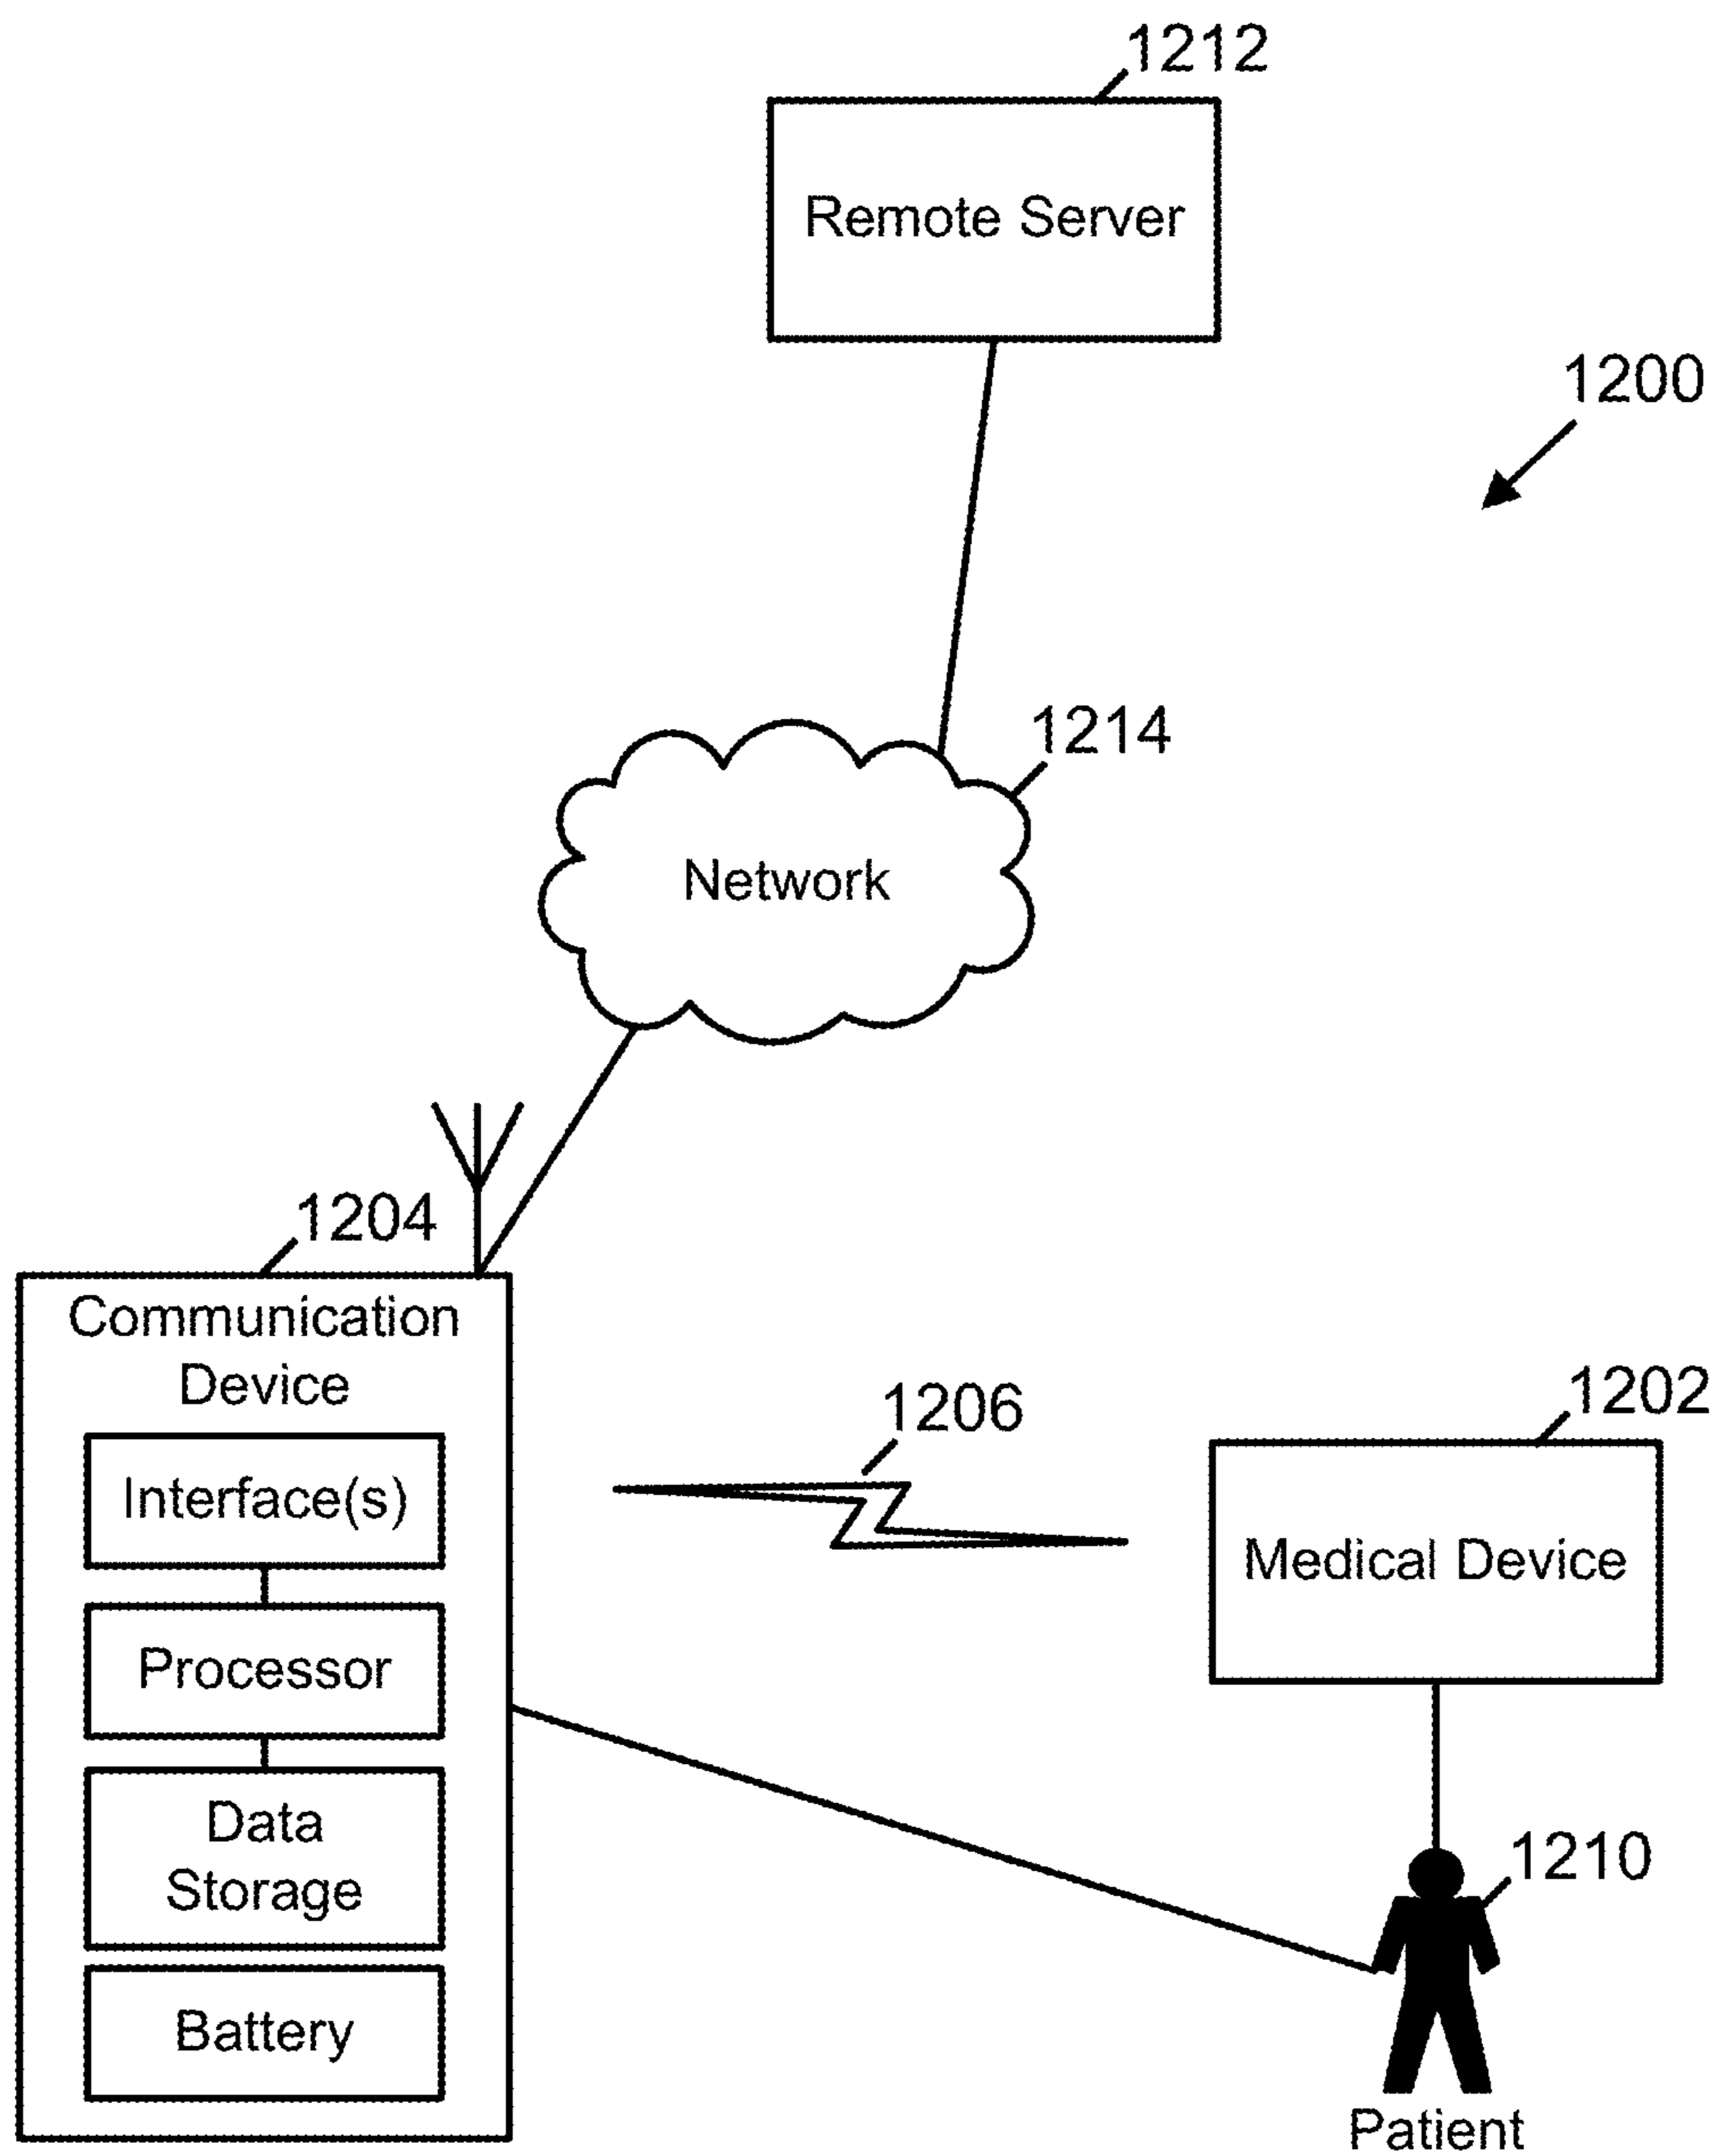 1212
Remote Server
1200
1214
Network
1204
Communication
Device
1206
1202
Interface(s)
Medical Device
Processor
Data
Storage
1210
Battery
Patient